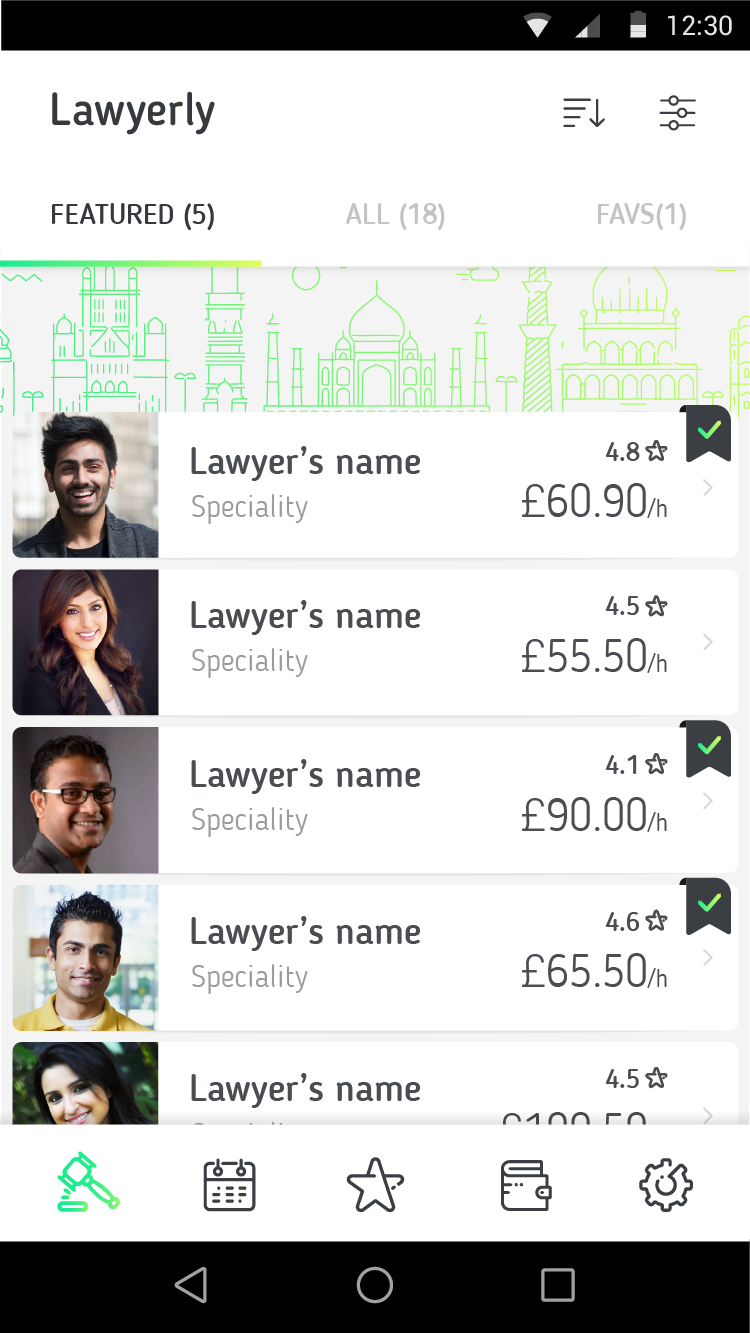 12:30
Lawyerly
FEATURED (5)
ALL (18)
FAVS(1)
Lawyer's name
Speciality
4.8
£60.90/h
Lawyer's name
Speciality
4.5
£55.50/h
Lawyer's name
Speciality
4.1
£90.00/h
Lawyer's name
Speciality
4.6
£65.50/h
Lawyer's name
4.5